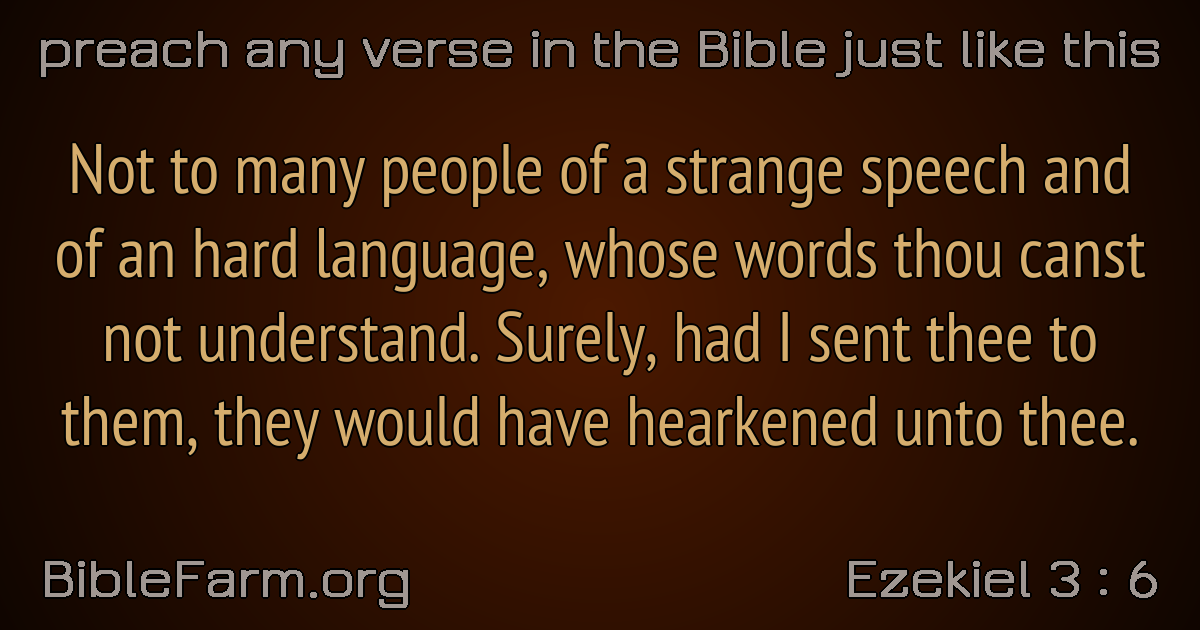 preach any verse in the Bible just like this
Not to many people of a strange speech and
of an hard language, whose words thou canst
not understand. Surely, had I sent thee to
them, they would have hearkened unto thee.
BibleFarm.org
Ezekiel 3 : 6